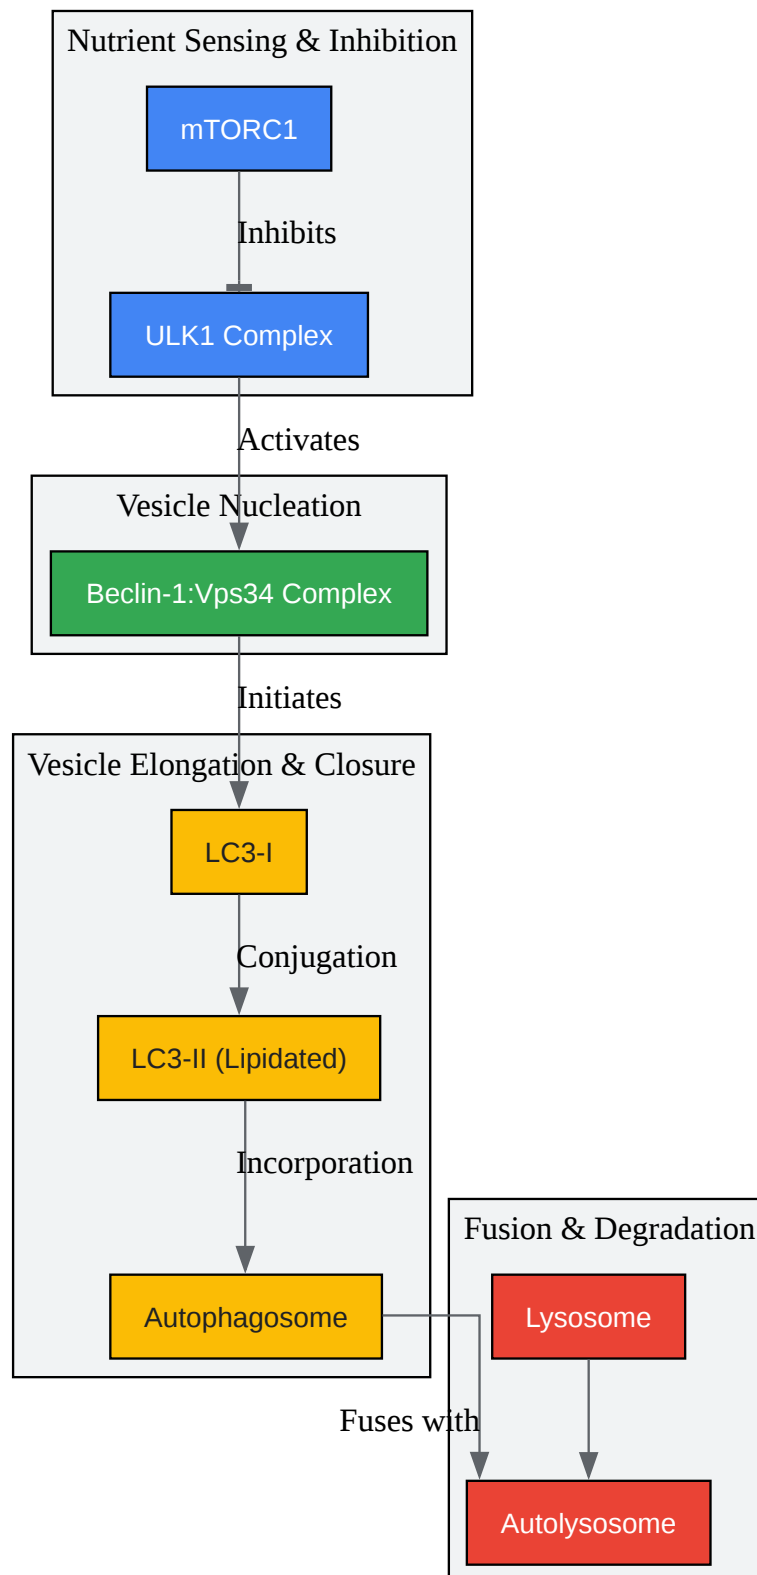 Nutrient Sensing & Inhibition
mTORC1
Inhibits
ULK1 Complex
Activates
Vesicle Nucleation
Beclin-1:Vps34 Complex
Initiates
Vesicle Elongation & Closure
LC3-I
Conjugation
LC3-II (Lipidated)
Incorporation
Fusion & Degradation
Autophagosome
Lysosome
Fuses with
Autolysosome